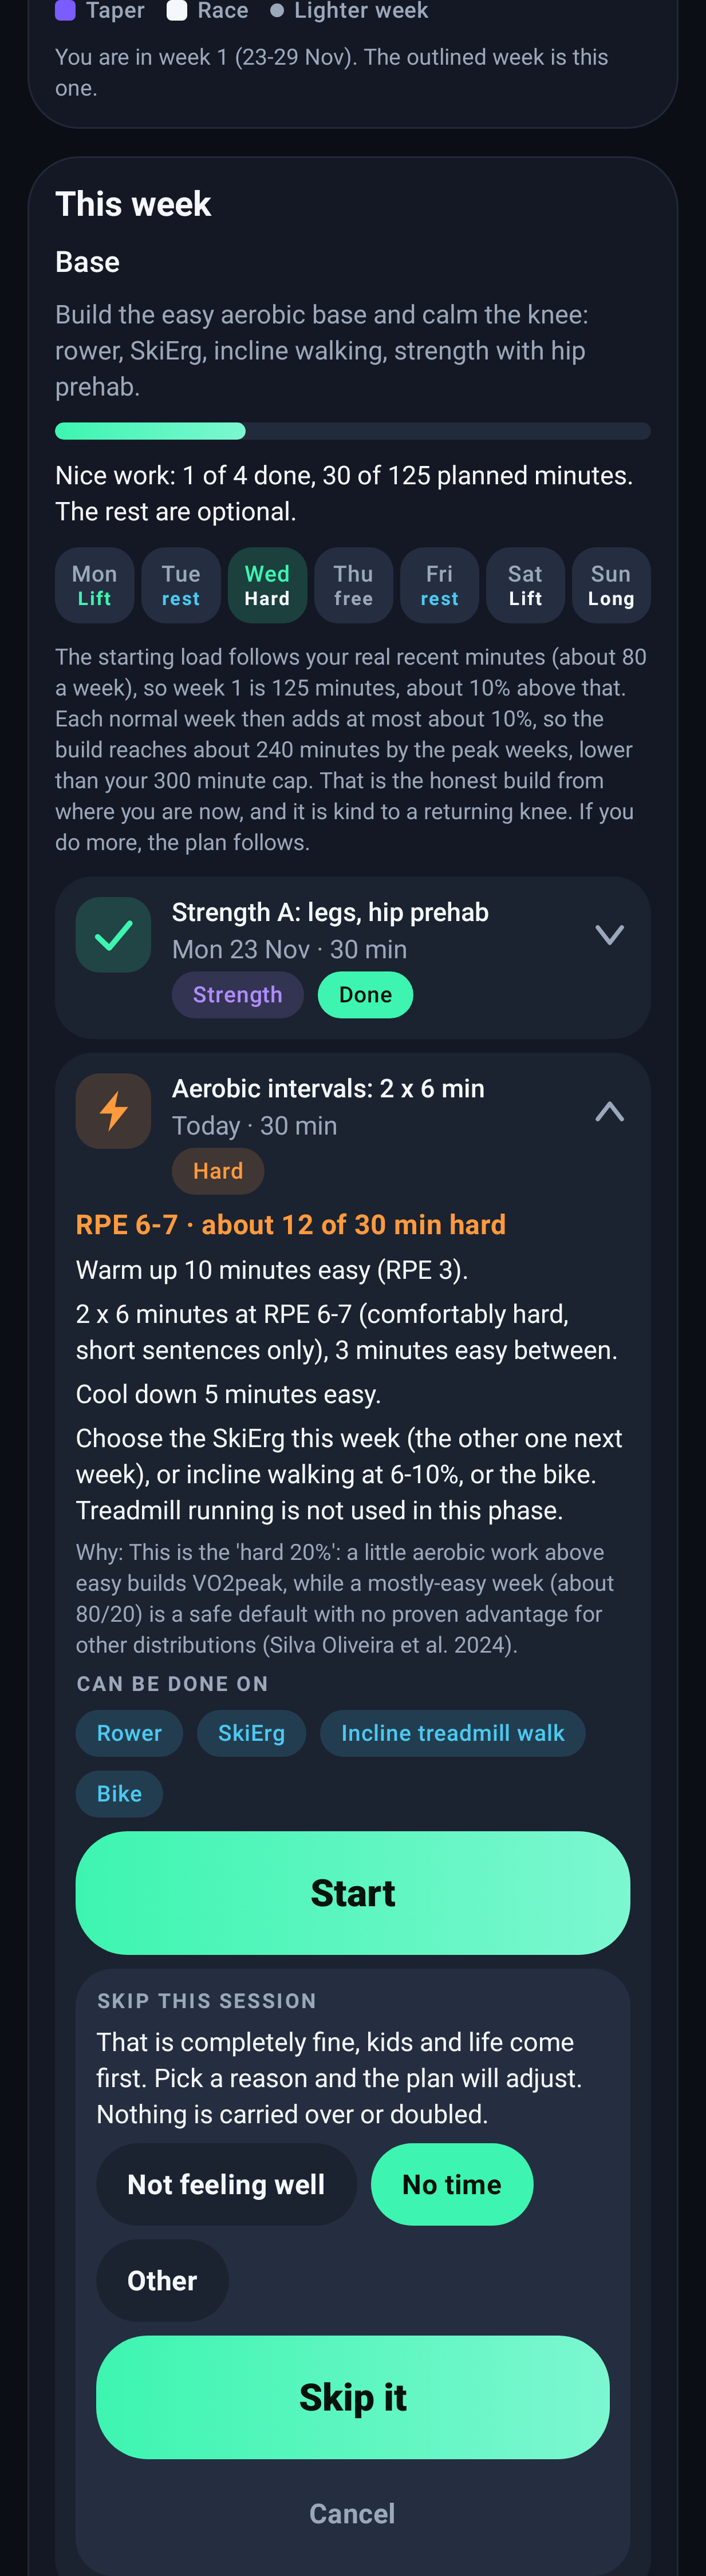 Taper Race Lighter week
You are in week 1 (23-29 Nov). The outlined week is this
one.
This week
Base
Build the easy aerobic base and calm the knee:
rower, SkiErg, incline walking, strength with hip
prehab.
Nice work: 1 of 4 done, 30 of 125 planned minutes.
The rest are optional.
Mon Tue Wed Thu Fri Sat Sun
Lift rest Hard free rest Lift Long
The starting load follows your real recent minutes (about 80
a week), so week 1 is 125 minutes, about 10% above that.
Each normal week then adds at most about 10%, so the
build reaches about 240 minutes by the peak weeks, lower
than your 300 minute cap. That is the honest build from
where you are now, and it is kind to a returning knee. If you
do more, the plan follows.
Strength A: legs, hip prehab
Mon 23 Nov · 30 min
Strength Done
Aerobic intervals: 2 x 6 min
Today · 30 min
Hard
RPE 6-7 · about 12 of 30 min hard
Warm up 10 minutes easy (RPE 3).
2 x 6 minutes at RPE 6-7 (comfortably hard,
short sentences only), 3 minutes easy between.
Cool down 5 minutes easy.
Choose the SkiErg this week (the other one next
week), or incline walking at 6-10%, or the bike.
Treadmill running is not used in this phase.
Why: This is the 'hard 20%': a little aerobic work above
easy builds VO2peak, while a mostly-easy week (about
80/20) is a safe default with no proven advantage for
other distributions (Silva Oliveira et al. 2024).
CAN BE DONE ON
Rower SkiErg Incline treadmill walk
Bike
Start
SKIP THIS SESSION
That is completely fine, kids and life come
first. Pick a reason and the plan will adjust.
Nothing is carried over or doubled.
Not feeling well No time
Other
Skip it
Cancel